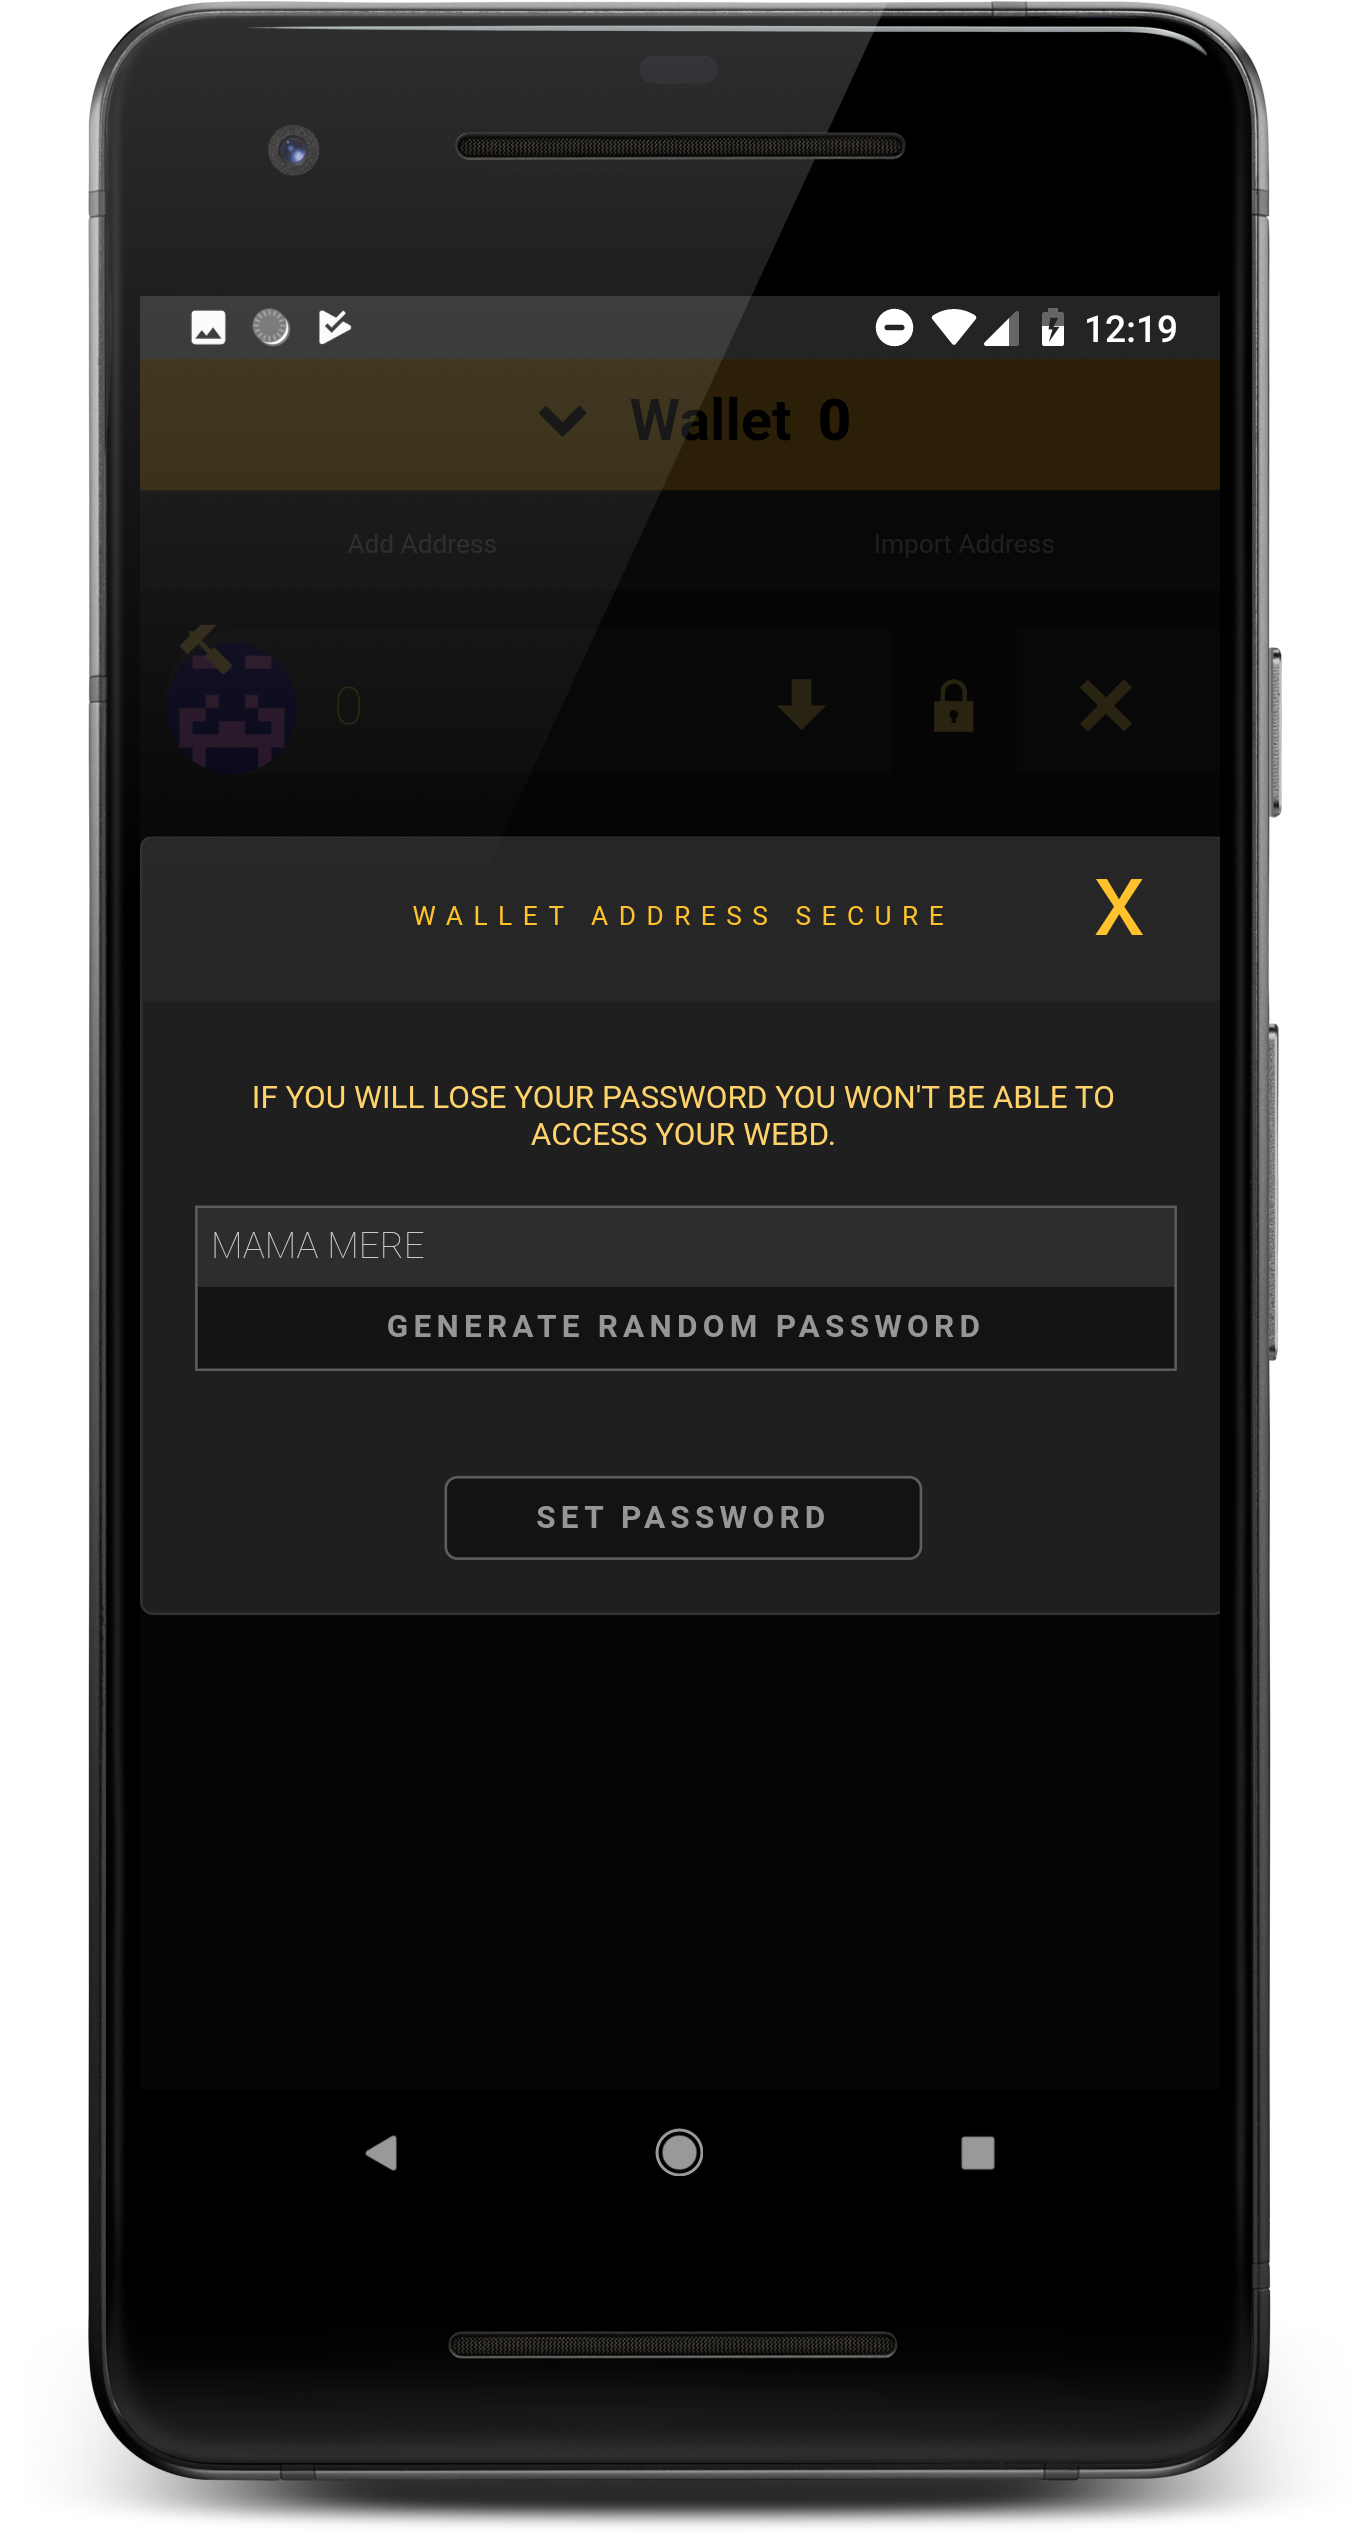 12:19
Wallet 0
Add Address
Import Address
0
WALLET ADDRESS SECURE
X
IF YOU WILL LOSE YOUR PASSWORD YOU WON'T BE ABLE TO
ACCESS YOUR WEBD.
MAMA MERE
GENERATE RANDOM PASSWORD
SET PASSWORD